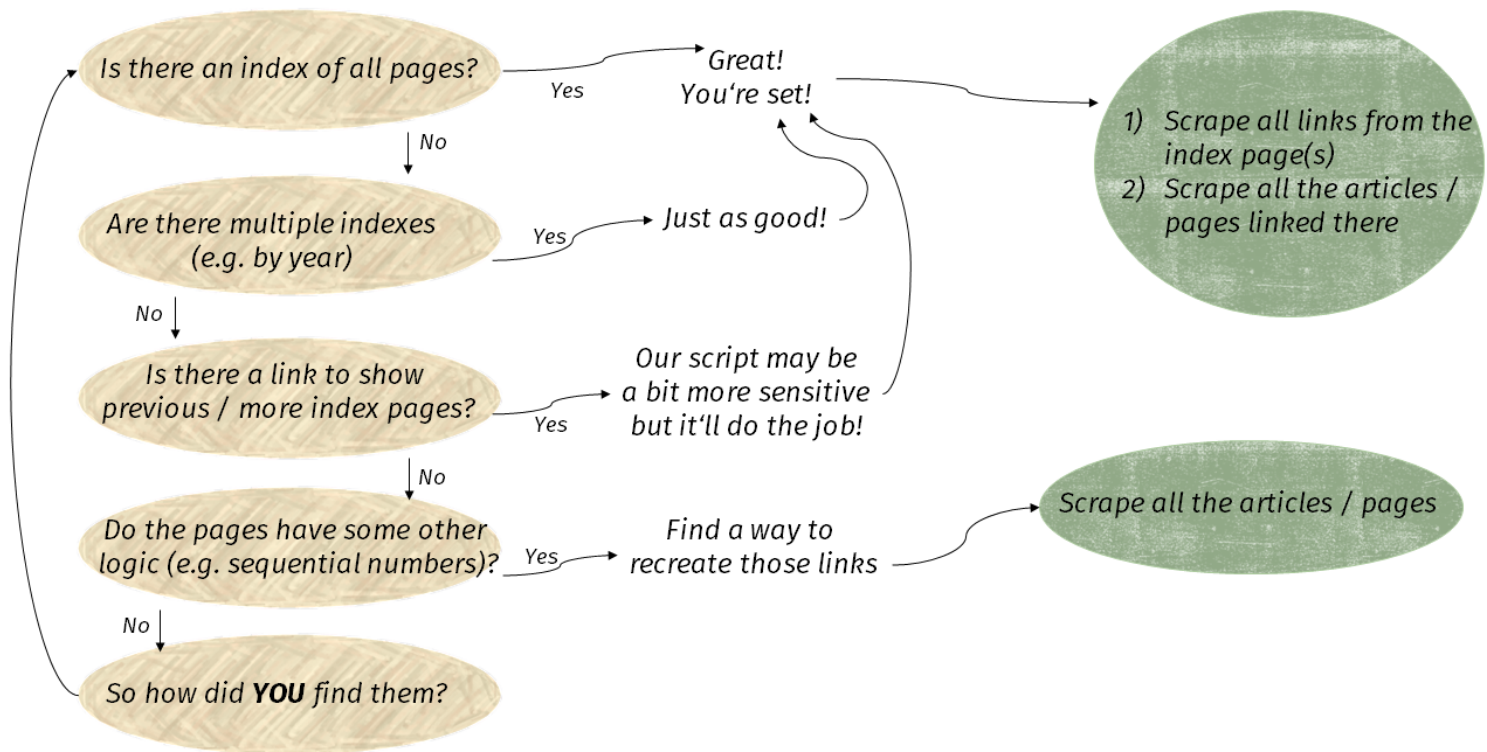 Is there an index of all pages?
Yes
Great!
You‘re set!
1) Scrape all links from the
index page(s)
2) Scrape all the articles /
pages linked there
No
Are there multiple indexes
(e.g. by year)
Yes
Just as good!
No
Is there a link to show
previous / more index pages?
Yes
Our script may be
a bit more sensitive
but it‘ll do the job!
No
Do the pages have some other
logic (e.g. sequential numbers)?
Yes
Find a way to
recreate those links
Scrape all the articles / pages
No
So how did YOU find them?